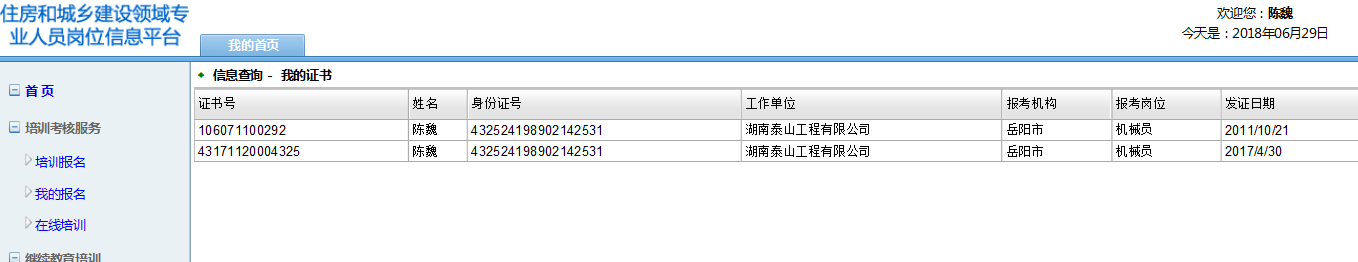 住房和城乡建设领域专
业人员岗位信息平台
我的首页
欢迎您：陈魏
今天是：2018年06月29日
首 页
培训考核服务
培训报名
我的报名
在线培训
继续教育培训
信息查询 - 我的证书
证书号 姓名 身份证号 工作单位 报考机构 报考岗位 发证日期
106071100292 陈魏 432524198902142531 湖南泰山工程有限公司 岳阳市 机械员 2011/10/21
43171120004325 陈魏 432524198902142531 湖南泰山工程有限公司 岳阳市 机械员 2017/4/30